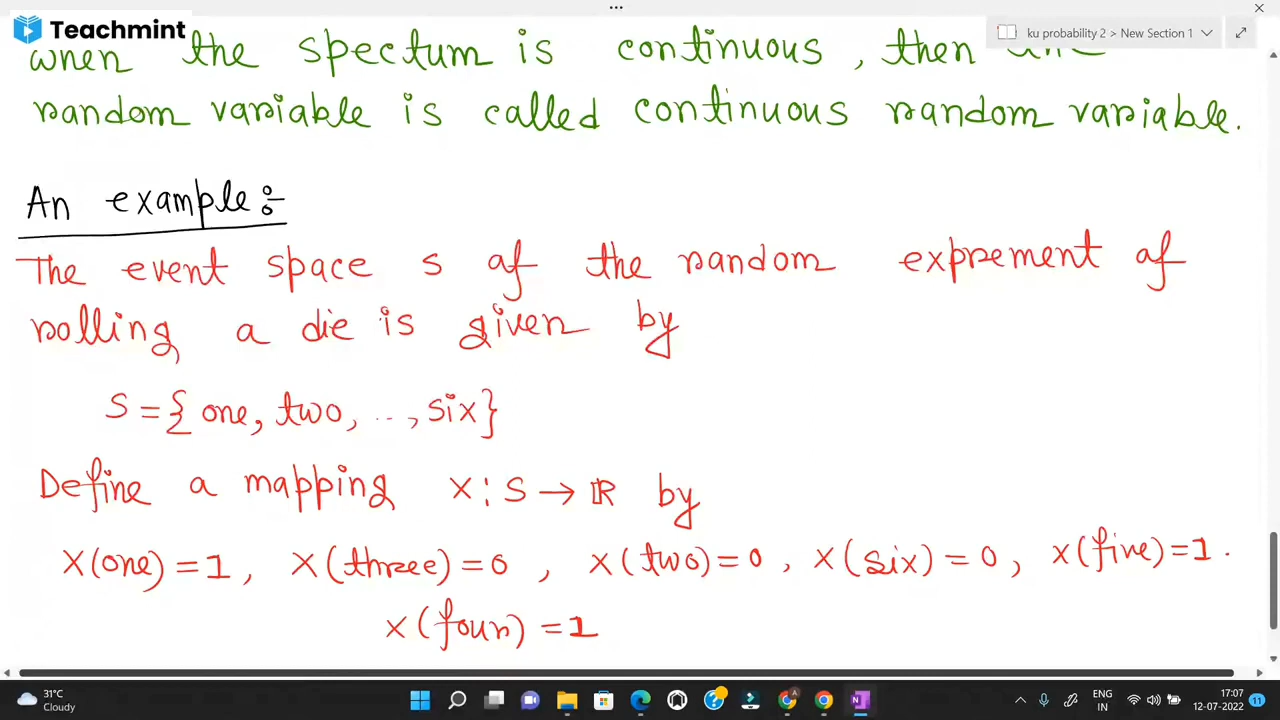 Teachmint
ku probability 2 > New Section 1
when the spectum is continuous, then the
random variable is called continuous random variable.
An example:-
The event space s of the random exprement of
rolling a die is given by
S = { one, two, ..., six}
Define a mapping X : S → ℝ by
X(one) = 1, X(three) = 0, X(two) = 0, X(six) = 0, X(five) = 1.
X(four) = 1
31°C
Cloudy
ENG
IN
17:07
12-07-2022
11